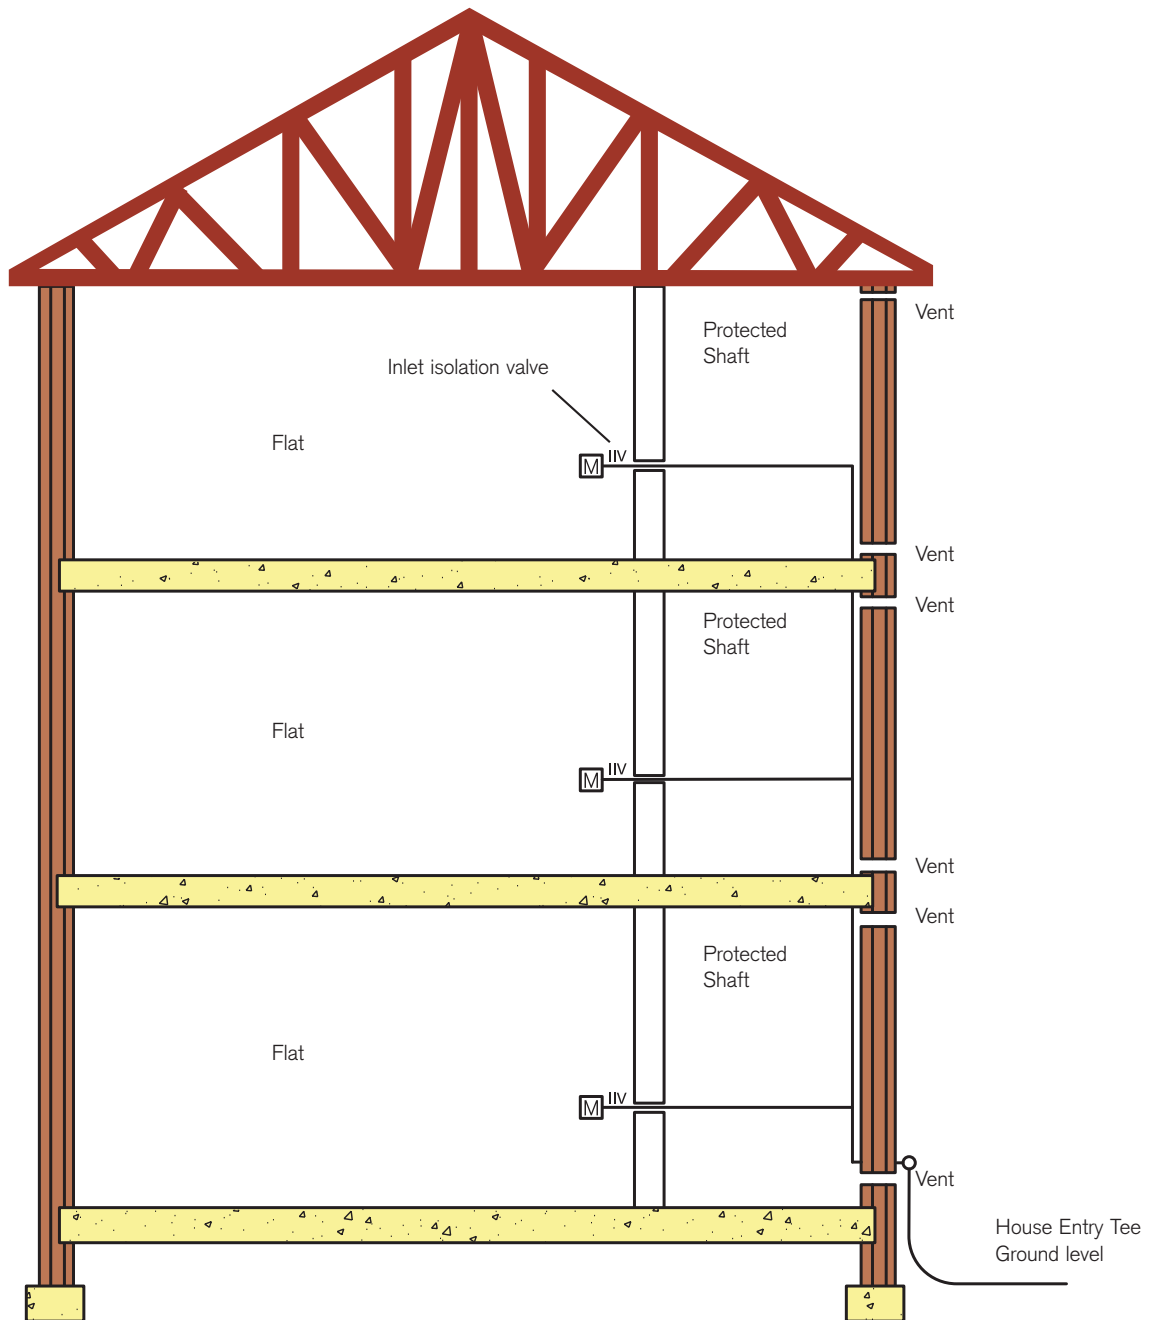 Vent
Protected
Shaft
Inlet isolation valve
Flat
IIV
M
Vent
Vent
Protected
Shaft
Flat
IIV
M
Vent
Vent
Protected
Shaft
Flat
IIV
M
Vent
House Entry Tee
Ground level